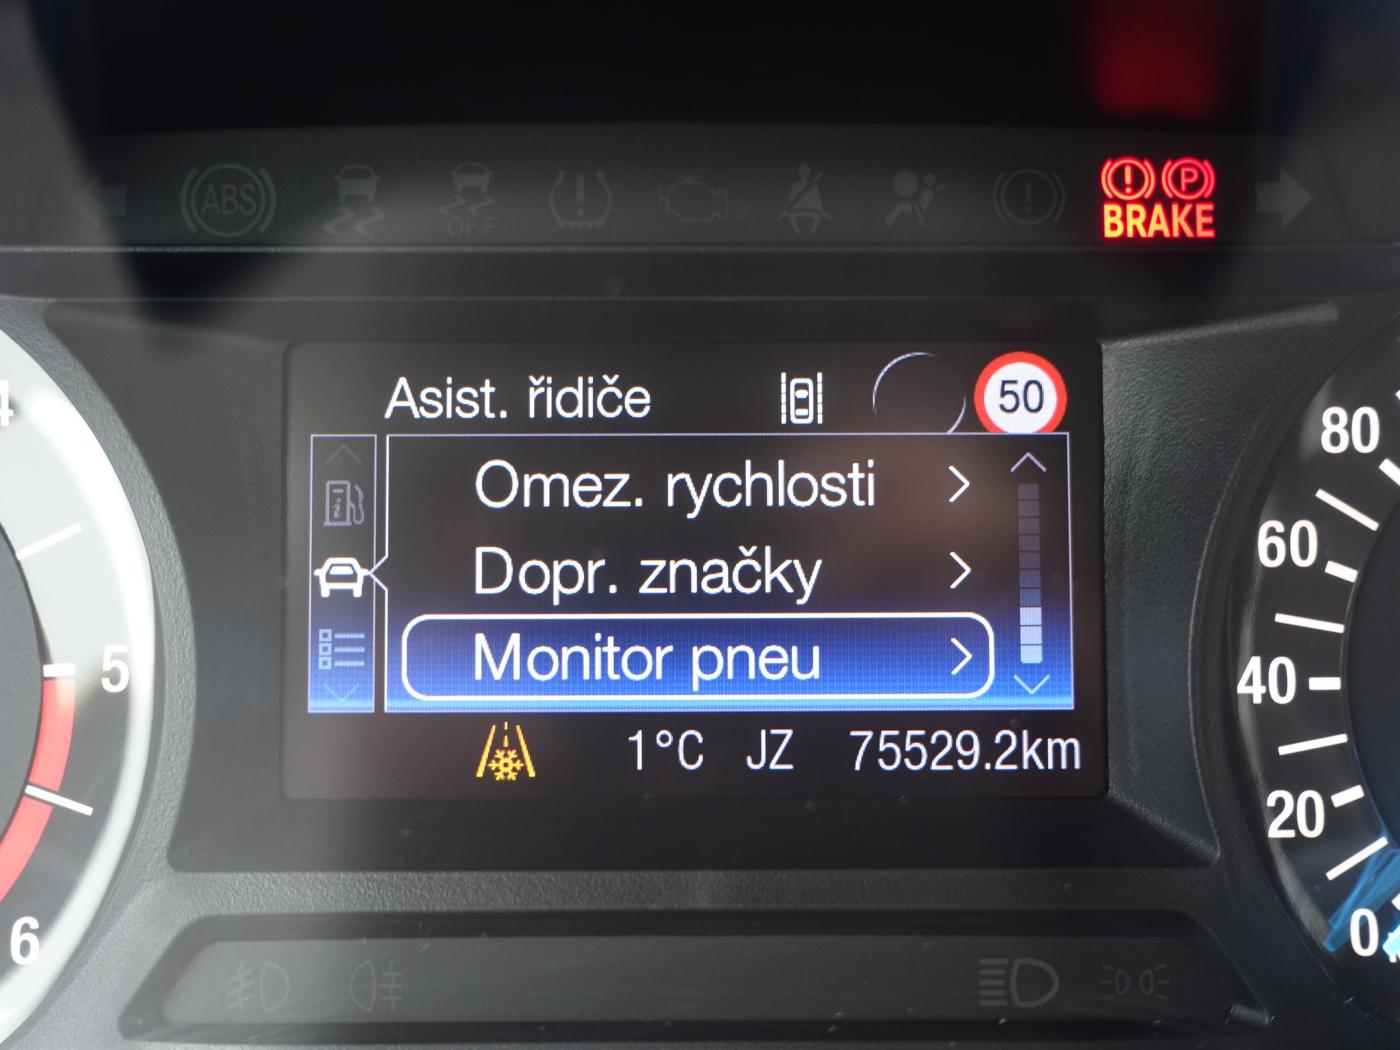 ABS
OFF
P
BRAKE
Asist. řidiče
50
Omez. rychlosti
Dopr. značky
Monitor pneu
1°C JZ 75529.2km
4
5
6
80
60
40
20
0